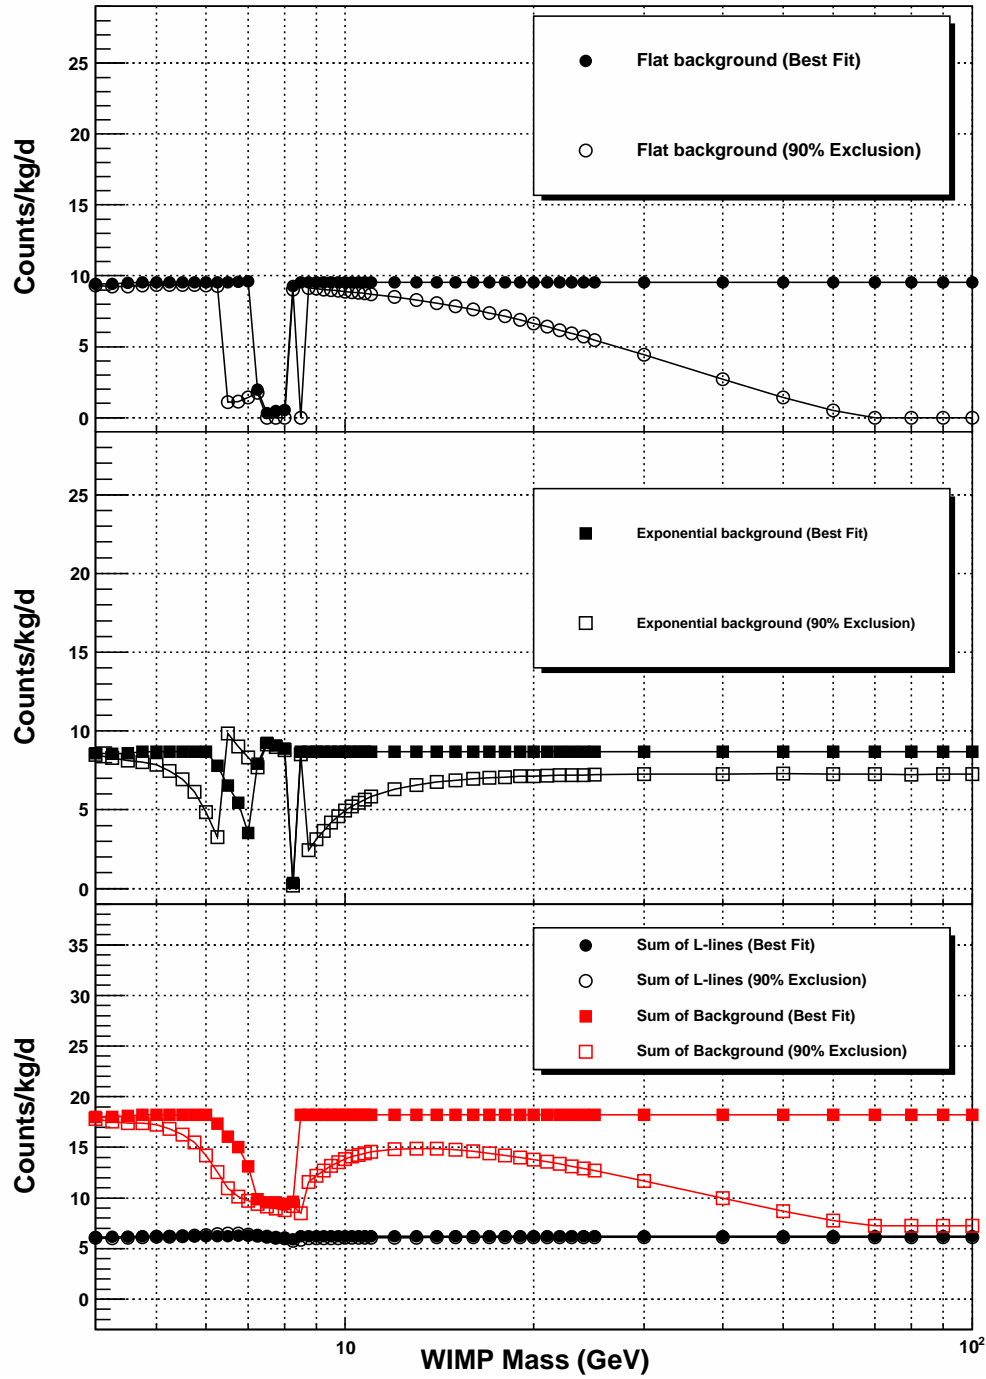 Counts/kg/d
25
20
15
10
5
0
Flat background (Best Fit)
Flat background (90% Exclusion)
Counts/kg/d
25
20
15
10
5
0
Exponential background (Best Fit)
Exponential background (90% Exclusion)
Counts/kg/d
35
30
25
20
15
10
5
0
Sum of L-lines (Best Fit)
Sum of L-lines (90% Exclusion)
Sum of Background (Best Fit)
Sum of Background (90% Exclusion)
10
10²
WIMP Mass (GeV)